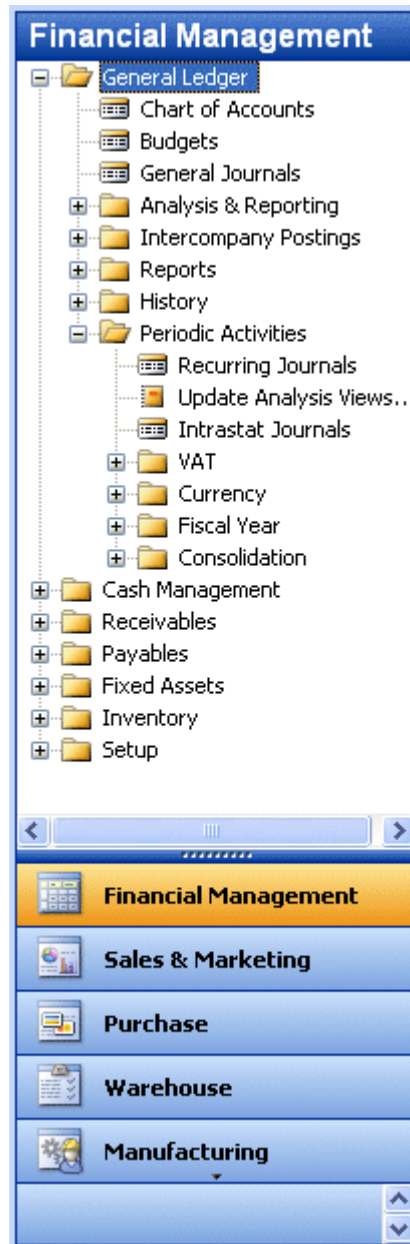 Financial Management
General Ledger
Chart of Accounts
Budgets
General Journals
Analysis & Reporting
Intercompany Postings
Reports
History
Periodic Activities
Recurring Journals
Update Analysis Views..
Intrastat Journals
VAT
Currency
Fiscal Year
Consolidation
Cash Management
Receivables
Payables
Fixed Assets
Inventory
Setup
Financial Management
Sales & Marketing
Purchase
Warehouse
Manufacturing